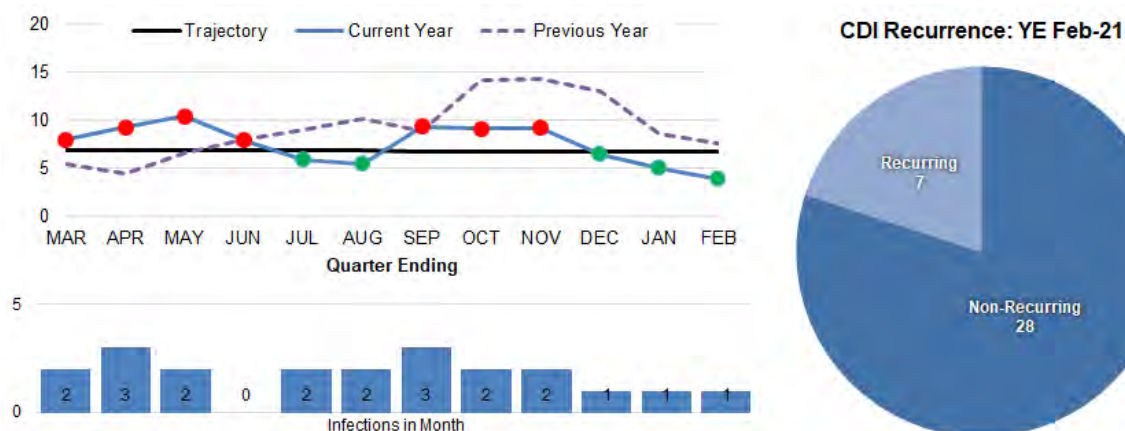 20
Trajectory Current Year Previous Year
15
10
5
0
MAR APR MAY JUN JUL AUG SEP OCT NOV DEC JAN FEB
Quarter Ending
5
2 3 2 0 2 2 3 2 2 1 1 1
0
Infections in Month
CDI Recurrence: YE Feb-21
Recurring
7
Non-Recurring
28